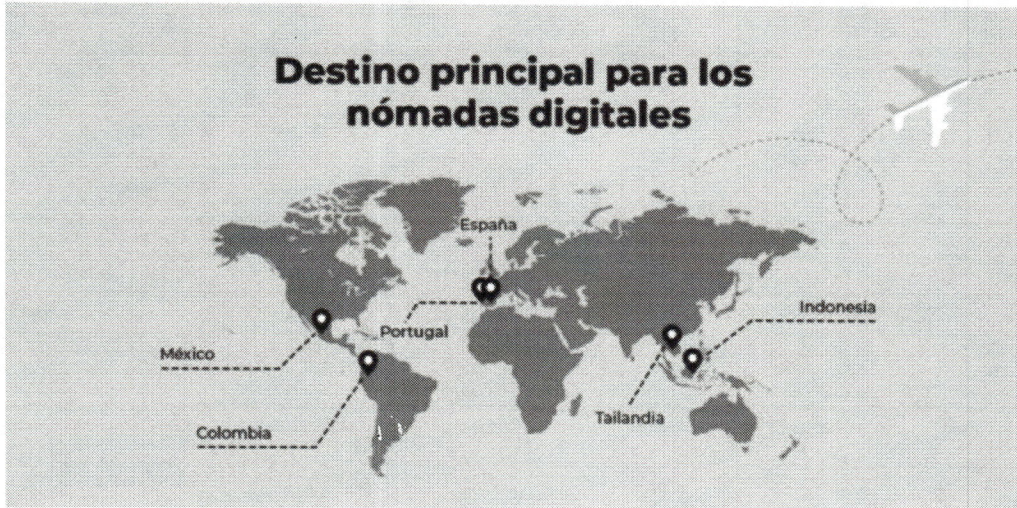 Destino principal para los
nómadas digitales
España
Portugal
Indonesia
México
Tailandia
Colombia